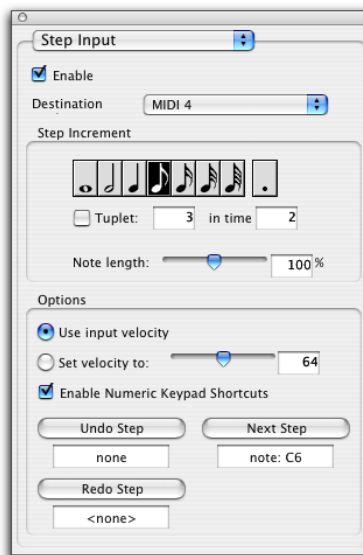 Step Input
Enable
Destination MIDI 4
Step Increment
Tuplet: 3 in time 2
Note length: 100 %
Options
Use input velocity
Set velocity to: 64
Enable Numeric Keypad Shortcuts
Undo Step Next Step
none note: C6
Redo Step
<none>